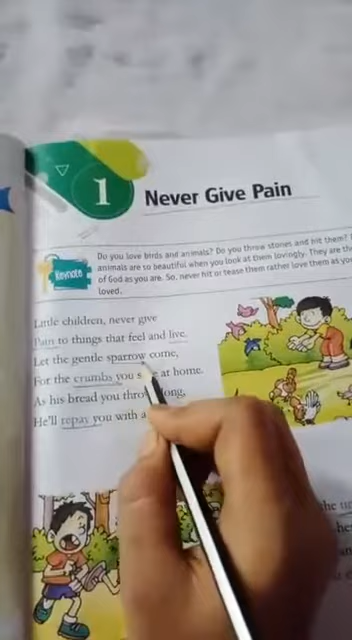 1
Never Give Pain
Keynote
Do you love birds and animals? Do you throw stones and hit them?
animals are so beautiful when you look at them lovingly. They are the
of God as you are. So, never hit or tease them rather love them as you
loved.
Little children, never give
Pain to things that feel and live.
Let the gentle sparrow come,
For the crumbs you at home.
As his bread you throw along,
He'll repay you with a